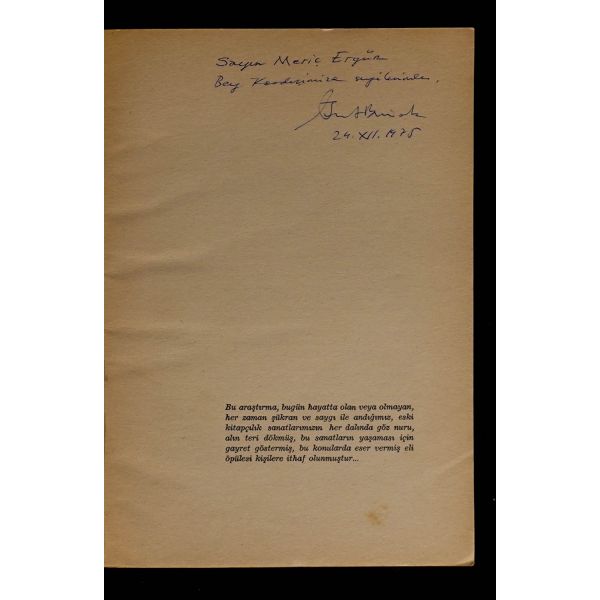 Sayın Meriç Ergün
Bey Kardeşimize sevgilerimle,
24.XII.1975
Bu araştırma, bugün hayatta olan veya olmayan,
her zaman şükran ve saygı ile andığımız, eski
kitapçılık sanatlarımızın her dalında göz nuru,
alın teri dökmüş, bu sanatların yaşaması için
gayret göstermiş, bu konularda eser vermiş eli
öpülesi kişilere ithaf olunmuştur...